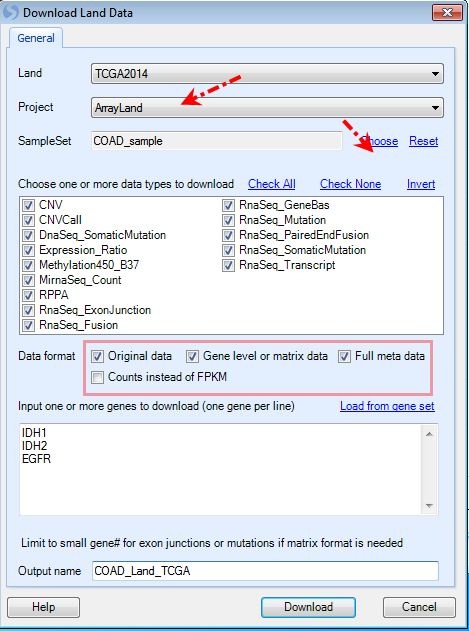 Download Land Data
General
Land TCGA2014
Project ArrayLand
SampleSet COAD_sample Choose Reset
Choose one or more data types to download Check All Check None Invert
CNV RnaSeq_GeneBas
CNVCall RnaSeq_Mutation
DnaSeq_SomaticMutation RnaSeq_PairedEndFusion
Expression_Ratio RnaSeq_SomaticMutation
Methylation450_B37 RnaSeq_Transcript
MirnaSeq_Count
RPPA
RnaSeq_ExonJunction
RnaSeq_Fusion
Data format Original data Gene level or matrix data Full meta data
Counts instead of FPKM
Input one or more genes to download (one gene per line) Load from gene set
IDH1
IDH2
EGFR
Limit to small gene# for exon junctions or mutations if matrix format is needed
Output name COAD_Land_TCGA
Help Download Cancel